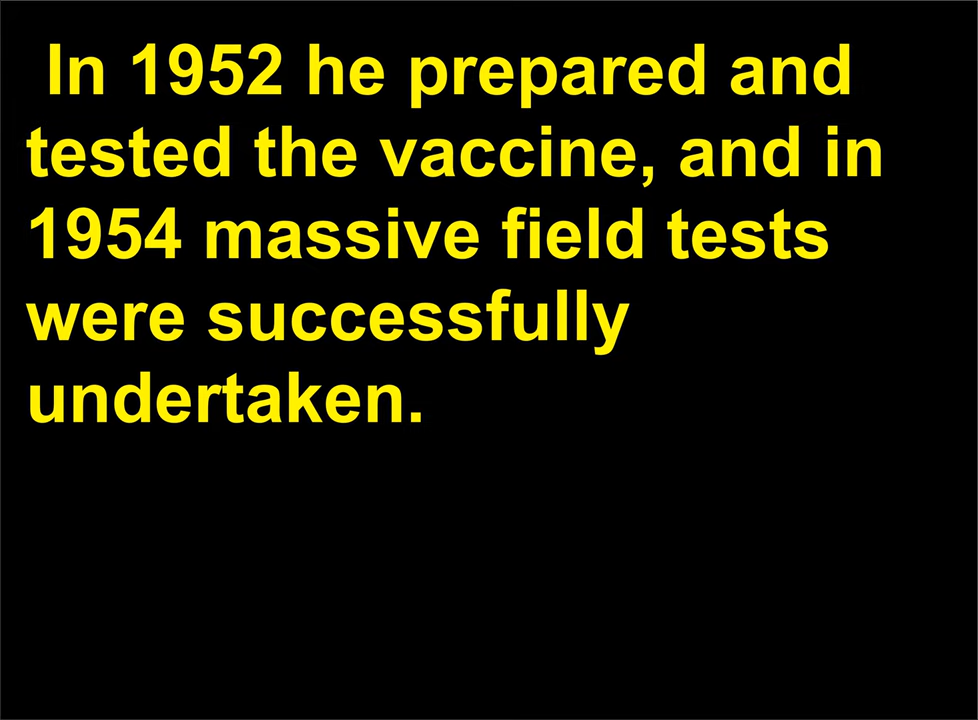 In 1952 he prepared and
tested the vaccine, and in
1954 massive field tests
were successfully
undertaken.